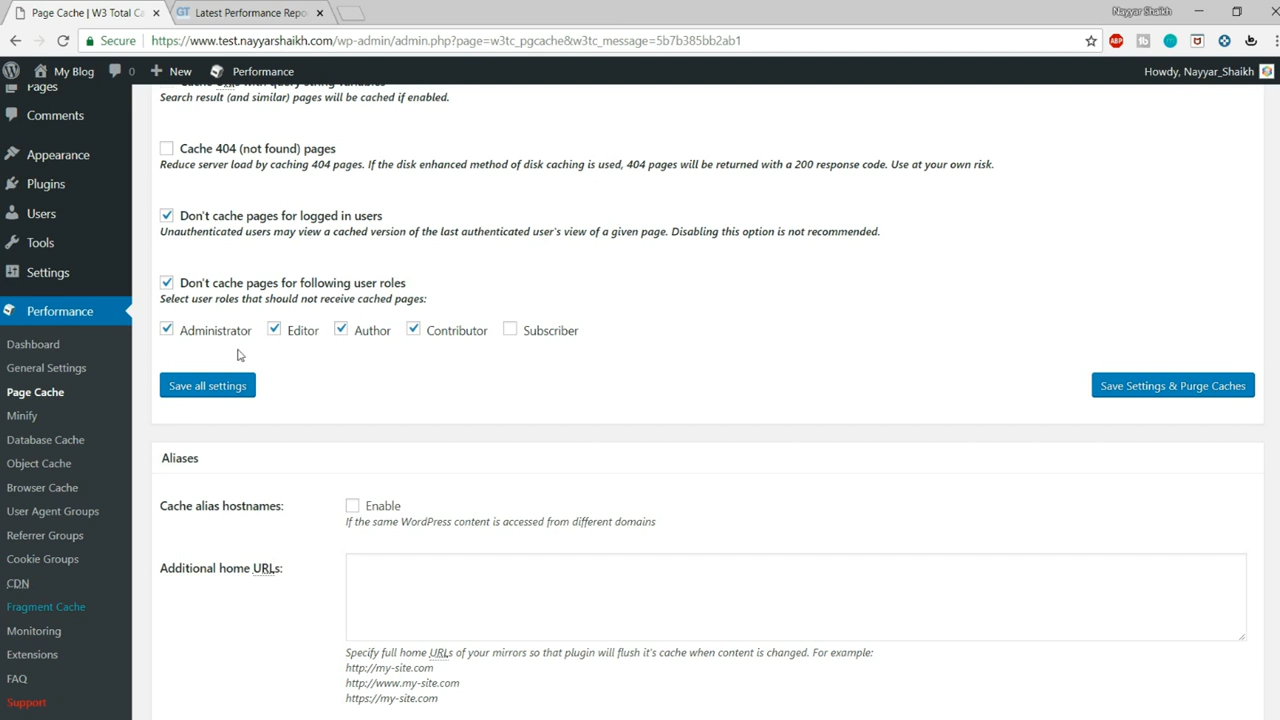 Page Cache | W3 Total Ca
GT Latest Performance Repo
Nayyar Shaikh
Secure
https://www.test.nayyarshaikh.com/wp-admin/admin.php?page=w3tc_pgcache&w3tc_message=5b7b385bb2ab1
ABP
My Blog
0
New
Performance
Howdy, Nayyar_Shaikh
Pages
Comments
Appearance
Plugins
Users
Tools
Settings
Performance
Dashboard
General Settings
Page Cache
Minify
Database Cache
Object Cache
Browser Cache
User Agent Groups
Referrer Groups
Cookie Groups
CDN
Fragment Cache
Monitoring
Extensions
FAQ
Support
Cache URIs with query string variables
Search result (and similar) pages will be cached if enabled.
Cache 404 (not found) pages
Reduce server load by caching 404 pages. If the disk enhanced method of disk caching is used, 404 pages will be returned with a 200 response code. Use at your own risk.
Don't cache pages for logged in users
Unauthenticated users may view a cached version of the last authenticated user's view of a given page. Disabling this option is not recommended.
Don't cache pages for following user roles
Select user roles that should not receive cached pages:
Administrator Editor Author Contributor Subscriber
Save all settings
Save Settings & Purge Caches
Aliases
Cache alias hostnames:
Enable
If the same WordPress content is accessed from different domains
Additional home URLs:
Specify full home URLs of your mirrors so that plugin will flush it's cache when content is changed. For example:
http://my-site.com
http://www.my-site.com
https://my-site.com